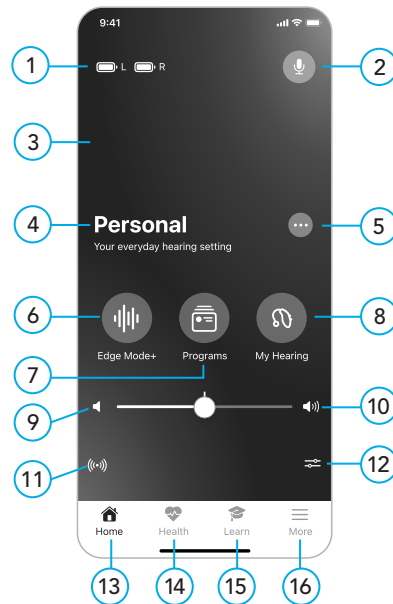 9:41
1
L
R
2
3
4
Personal
5
Your everyday hearing setting
6
8
Edge Mode+
Programs
My Hearing
7
9
10
11
12
Home
Health
Learn
More
13
14
15
16